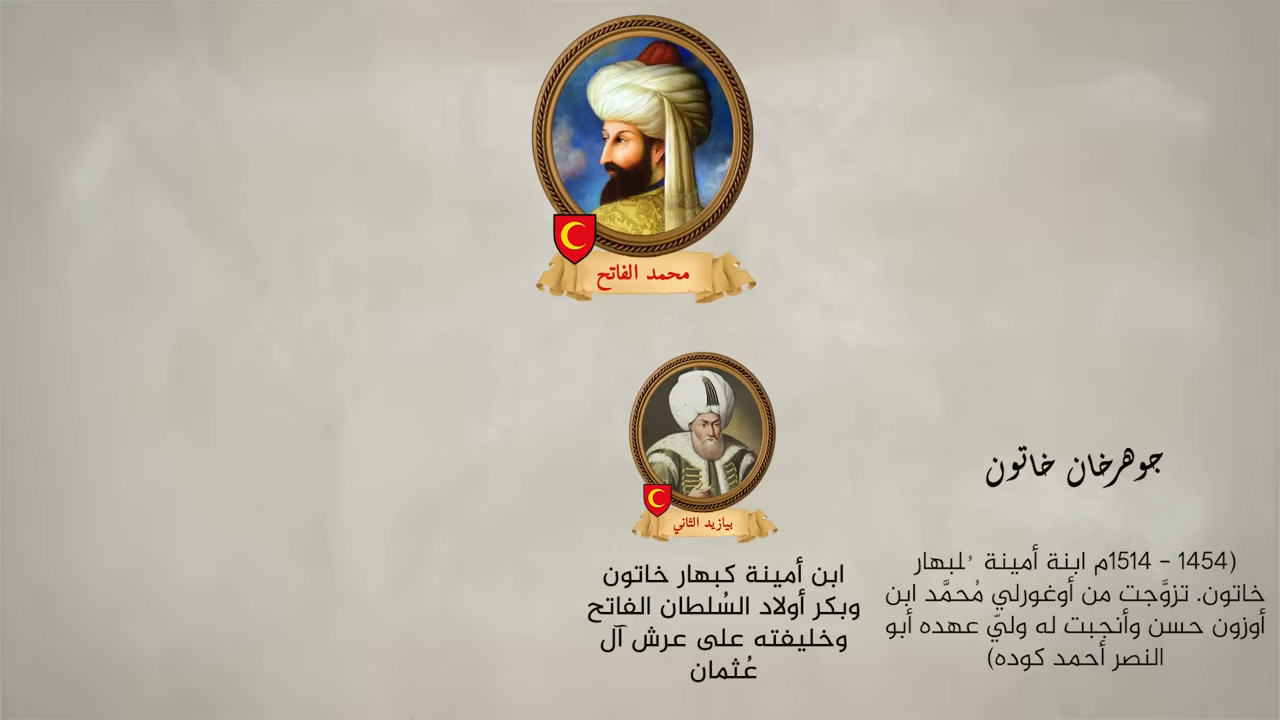 محمد الفاتح
جوهرخان خاتون
(1454 - 1514م ابنة أمينة ـُلبهار
خاتون. تزوَّجت من أوغورلي مُحمَّد ابن
أوزون حسن وأنجبت له وليّ عهده أبو
النصر أحمد كوده)
بيازيد الثاني
ابن أمينة كبهار خاتون
وبكر أولاد السُلطان الفاتح
وخليفته على عرش آل
عُثمان